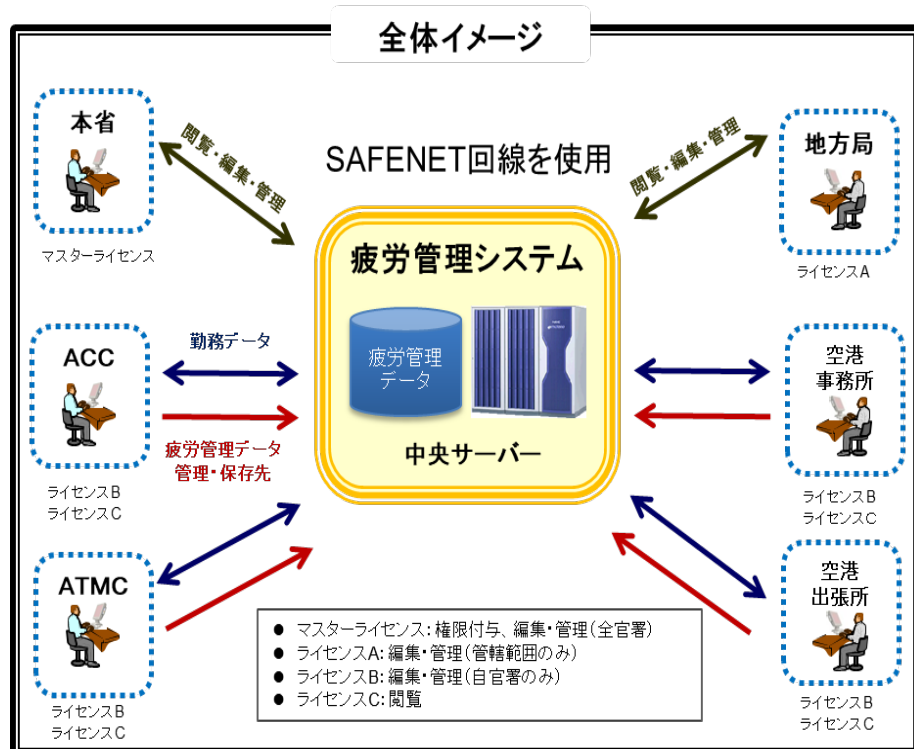 全体イメージ
本省
マスターライセンス
閲覧・編集・管理
SAFENET回線を使用
閲覧・編集・管理
地方局
ライセンスA
疲労管理システム
疲労管理
データ
中央サーバー
ACC
ライセンスB
ライセンスC
勤務データ
疲労管理データ
管理・保存先
空港
事務所
ライセンスB
ライセンスC
ATMC
ライセンスB
ライセンスC
空港
出張所
ライセンスB
ライセンスC
● マスターライセンス：権限付与、編集・管理（全官署）
● ライセンスA：編集・管理（管轄範囲のみ）
● ライセンスB：編集・管理（自官署のみ）
● ライセンスC：閲覧